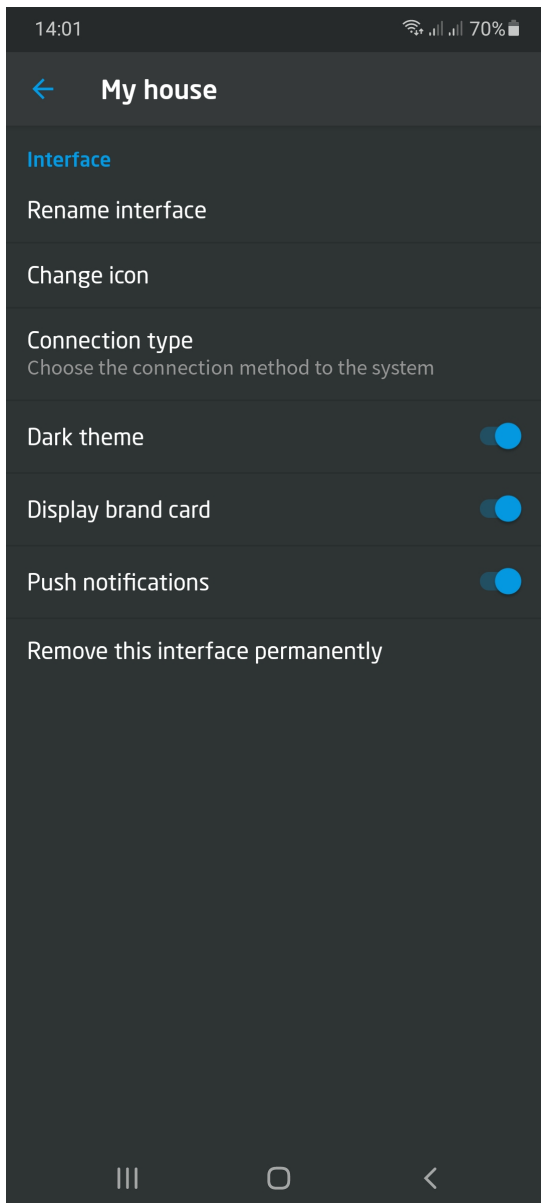 14:01
70%
My house
Interface
Rename interface
Change icon
Connection type
Choose the connection method to the system
Dark theme
Display brand card
Push notifications
Remove this interface permanently